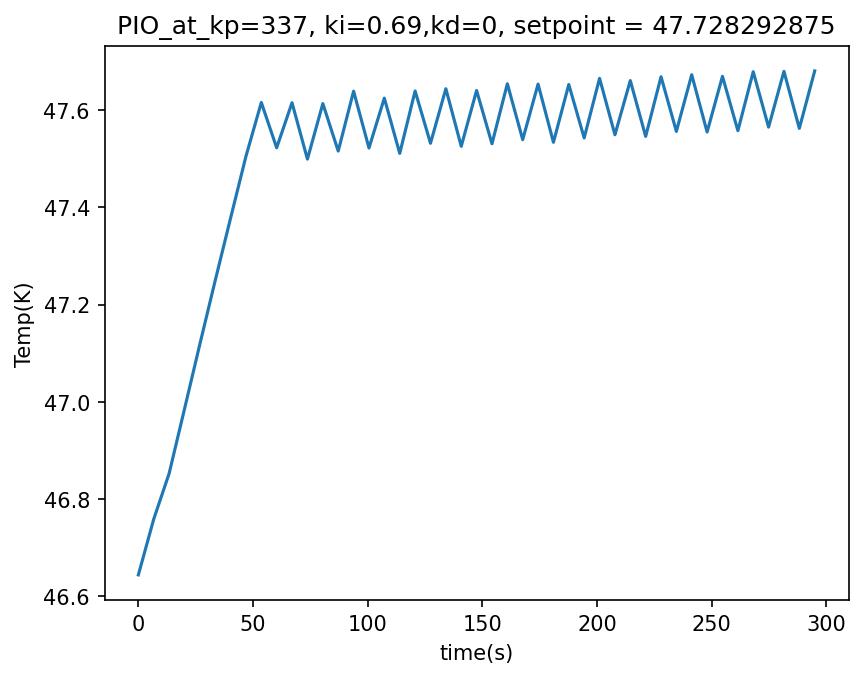 PIO_at_kp=337, ki=0.69,kd=0, setpoint = 47.728292875
47.6
47.4
47.2
47.0
46.8
46.6
Temp(K)
0 50 100 150 200 250 300
time(s)